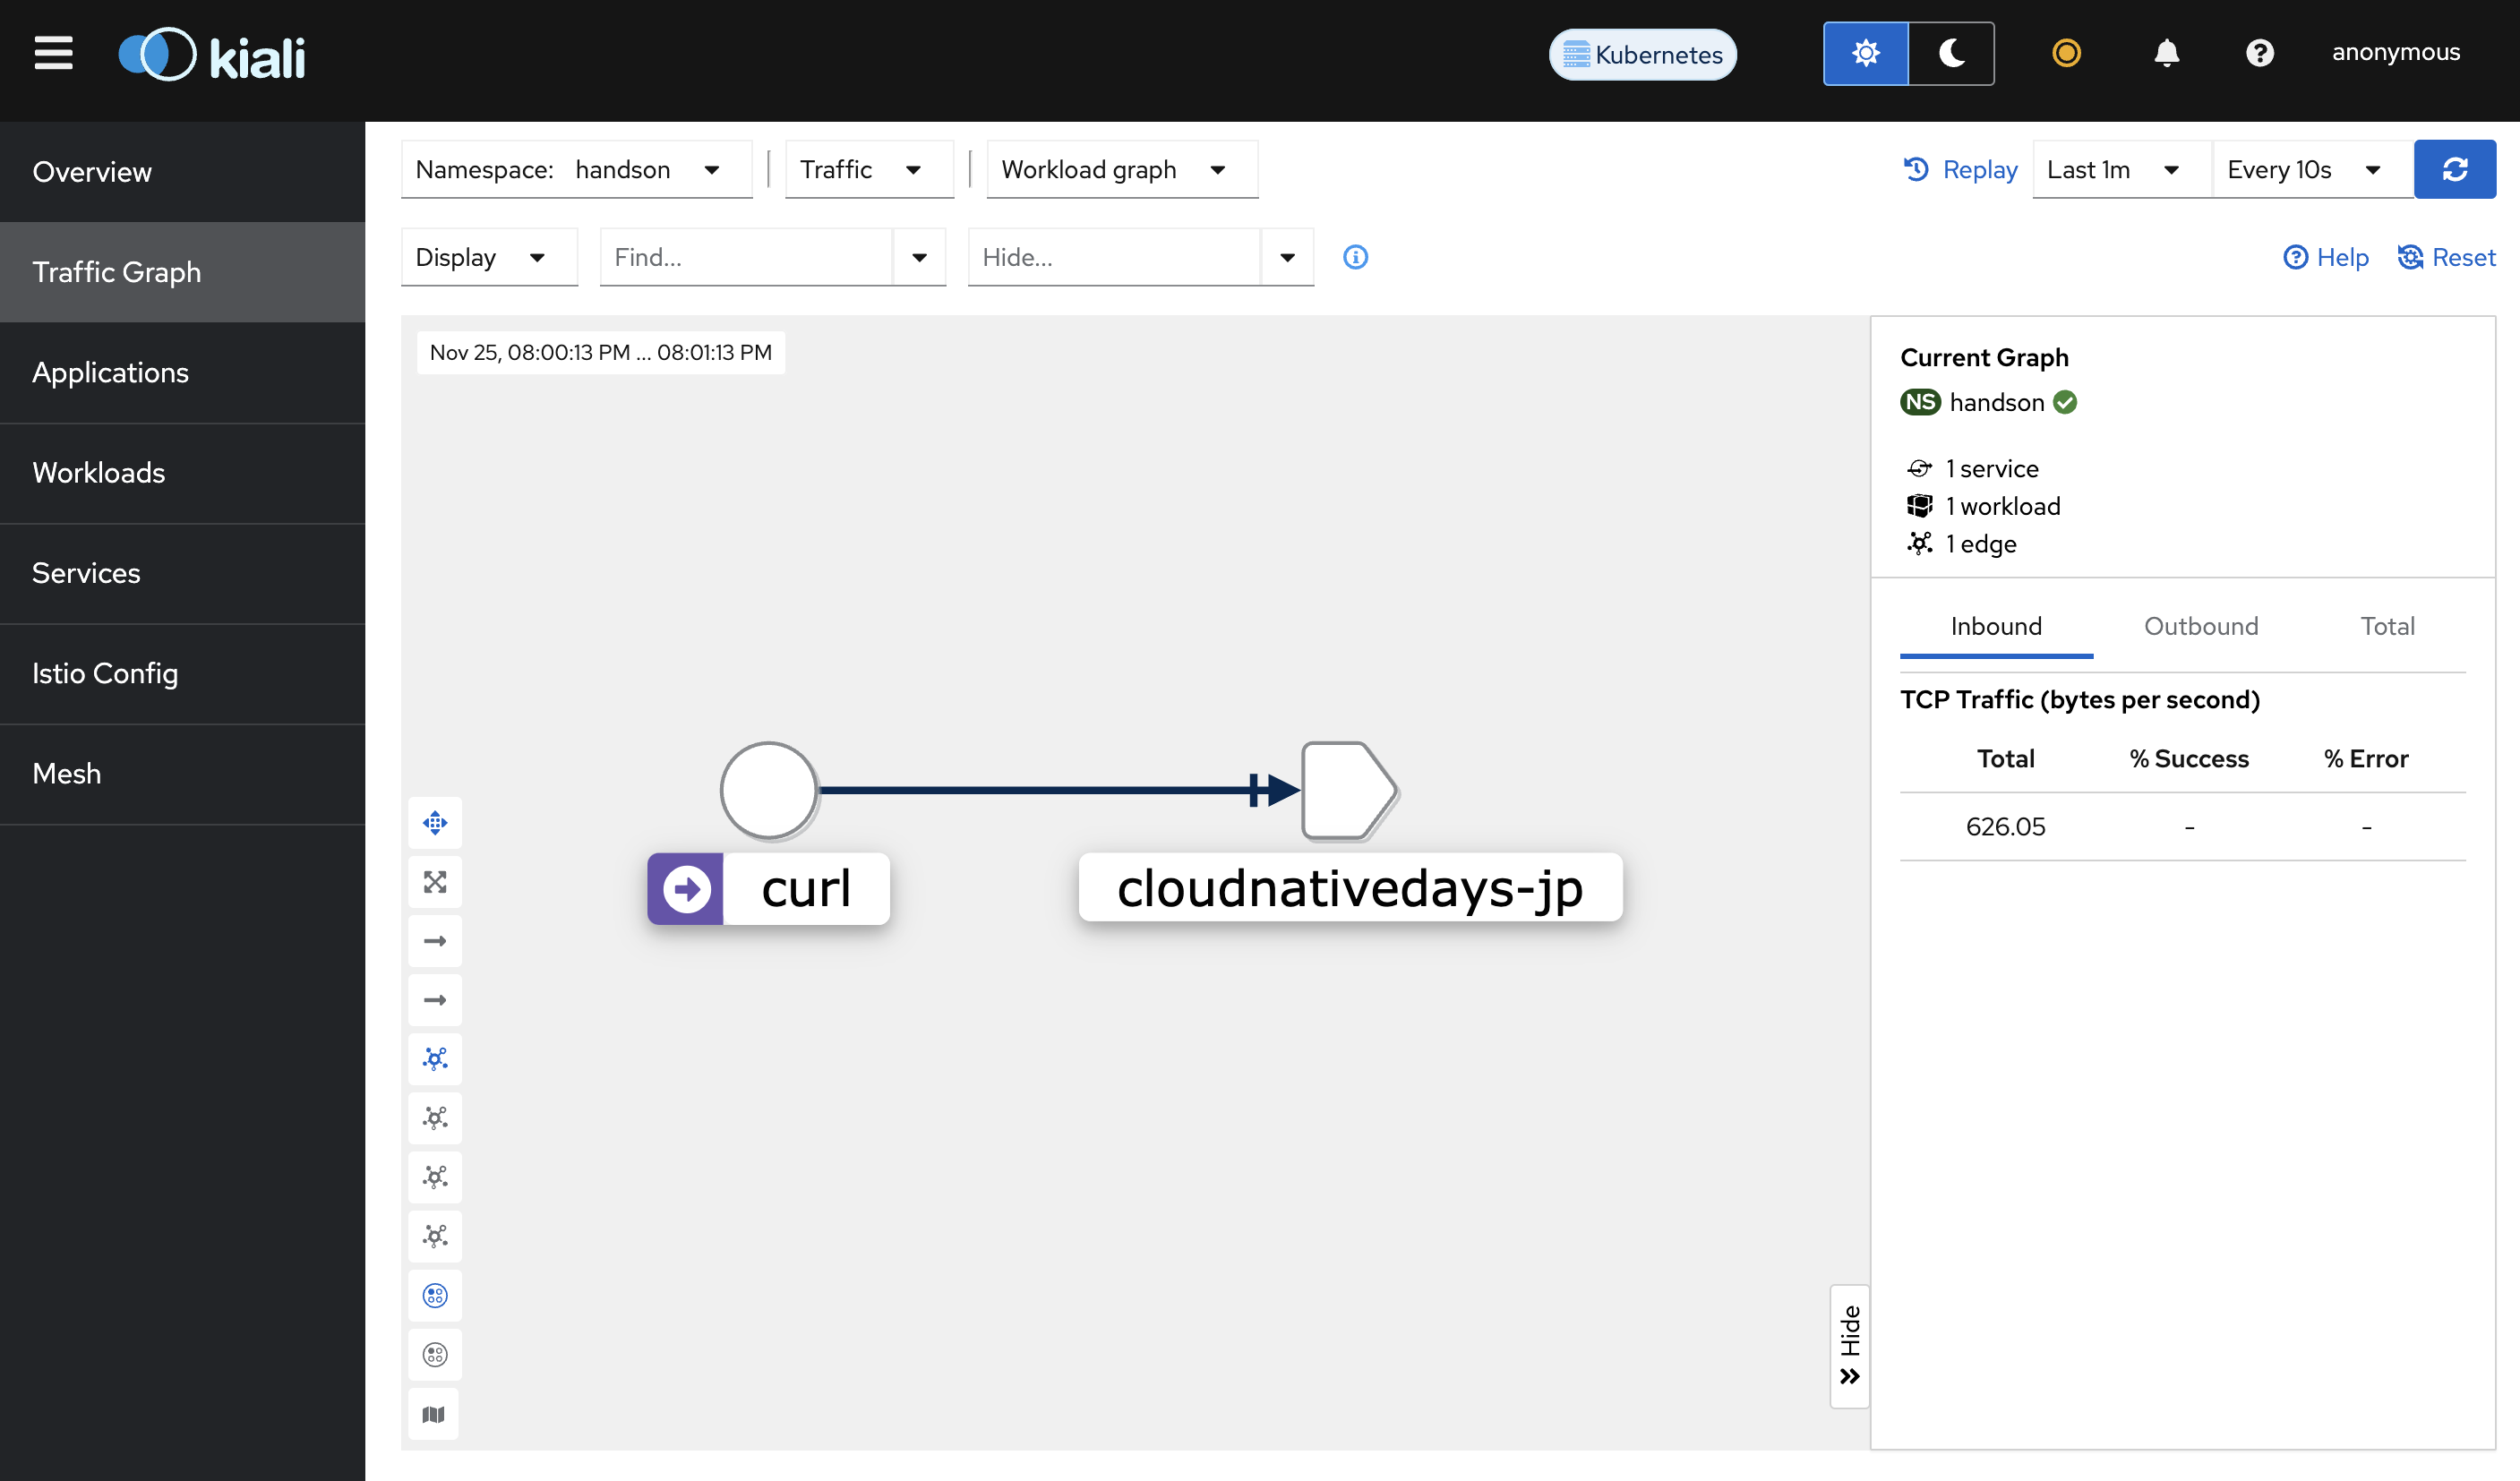 kiali
Kubernetes
anonymous
Overview
Traffic Graph
Applications
Workloads
Services
Istio Config
Mesh
Namespace: handson
Traffic
Workload graph
Replay
Last 1m
Every 10s
Display
Find...
Hide...
Help
Reset
Nov 25, 08:00:13 PM ... 08:01:13 PM
curl
cloudnativedays-jp
Hide
Current Graph
NS handson
1 service
1 workload
1 edge
Inbound Outbound Total
TCP Traffic (bytes per second)
Total % Success % Error
626.05 - -